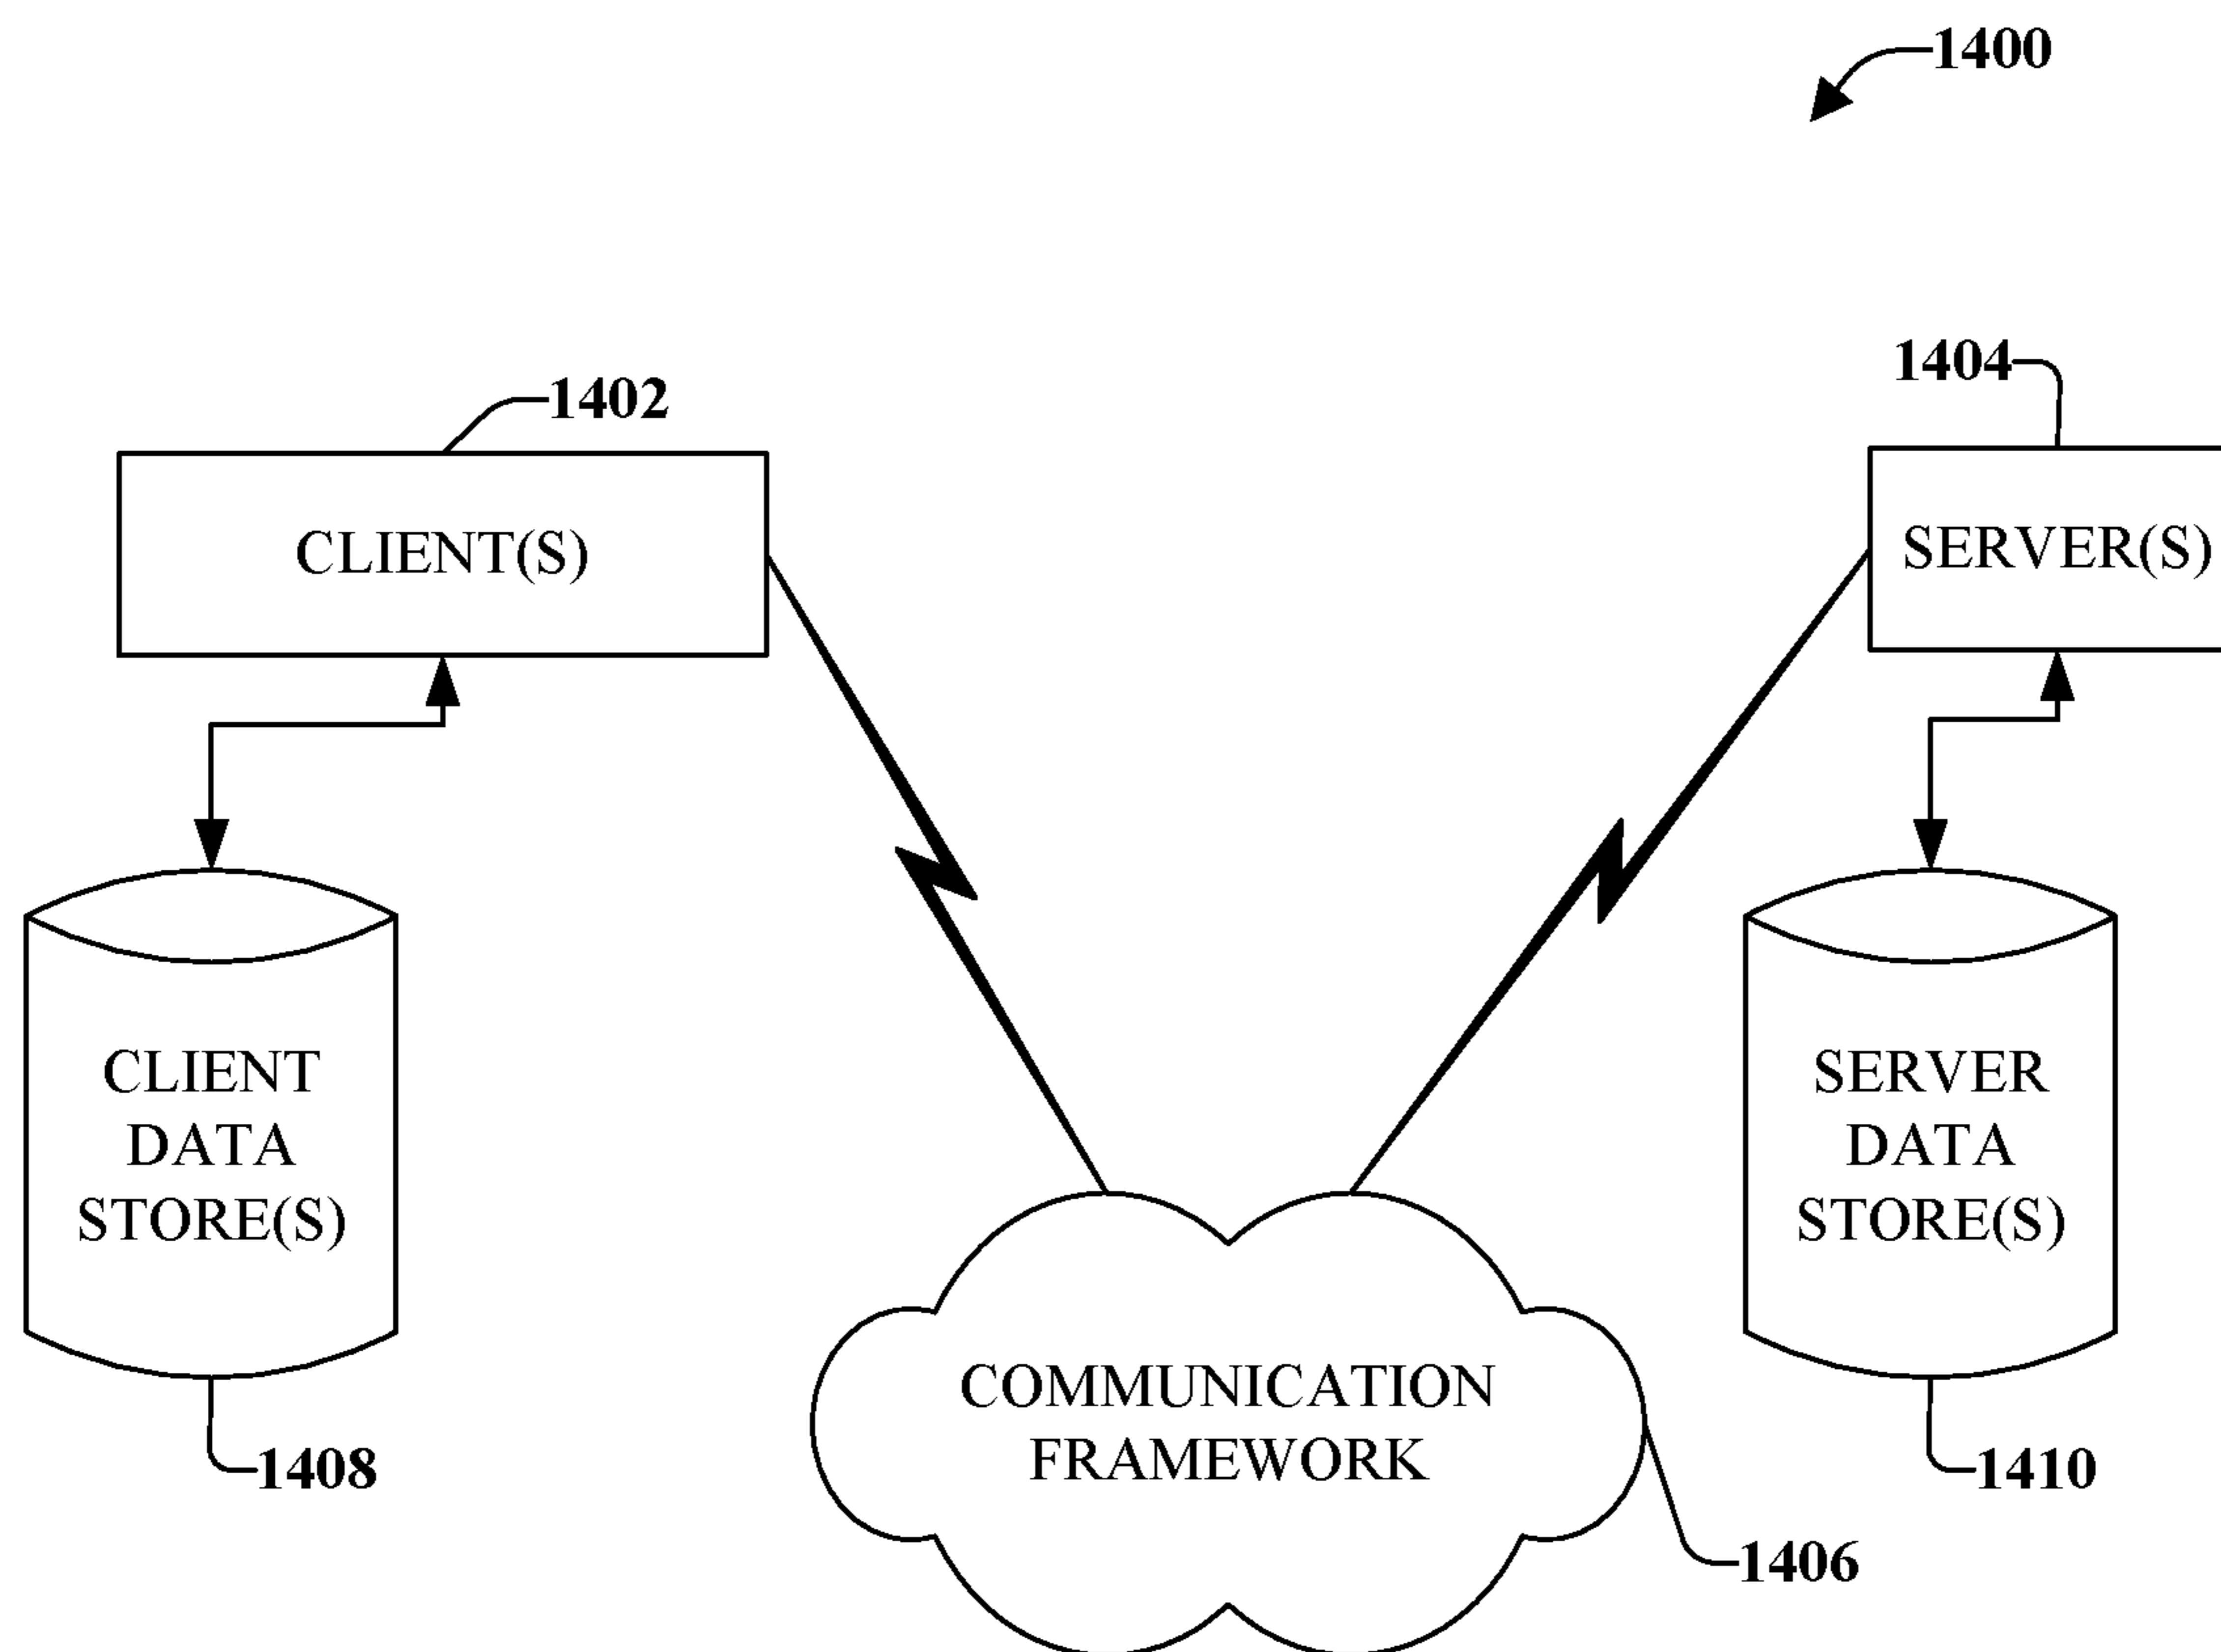 1400
1404
1402
CLIENT(S)
SERVER(S)
CLIENT
DATA
STORE(S)
SERVER
DATA
STORE(S)
COMMUNICATION
FRAMEWORK
1408
1410
1406